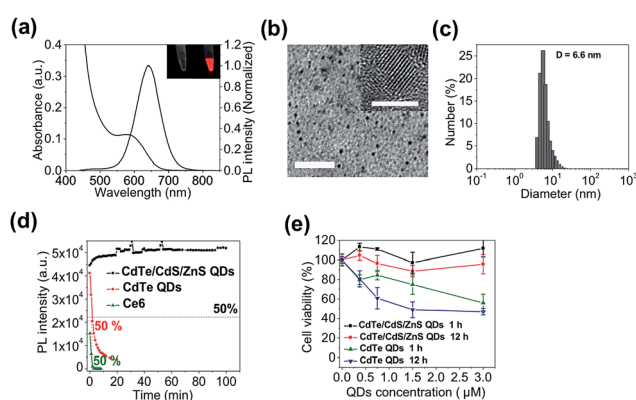 (a)
0.4
0.3
0.2
0.1
0.0
Absorbance (a.u.)
400 500 600 700 800
Wavelength (nm)
1.2
1.0
0.8
0.6
0.4
0.2
0.0
PL intensity (Normalized)
(b)
(c)
D = 6.6 nm
25
20
15
10
5
0
Number (%)
10⁻¹ 10⁰ 10¹ 10² 10³
Diameter (nm)
(d)
5x10⁴
4x10⁴
3x10⁴
2x10⁴
1x10⁴
0
PL intensity (a.u.)
CdTe/CdS/ZnS QDs
CdTe QDs
Ce6
50%
50 %
50 %
0 20 40 60 80 100
Time (min)
(e)
120
100
80
60
40
20
0
Cell viability (%)
CdTe/CdS/ZnS QDs 1 h
CdTe/CdS/ZnS QDs 12 h
CdTe QDs 1 h
CdTe QDs 12 h
0.0 0.5 1.0 1.5 2.0 2.5 3.0
QDs concentration ( μM)